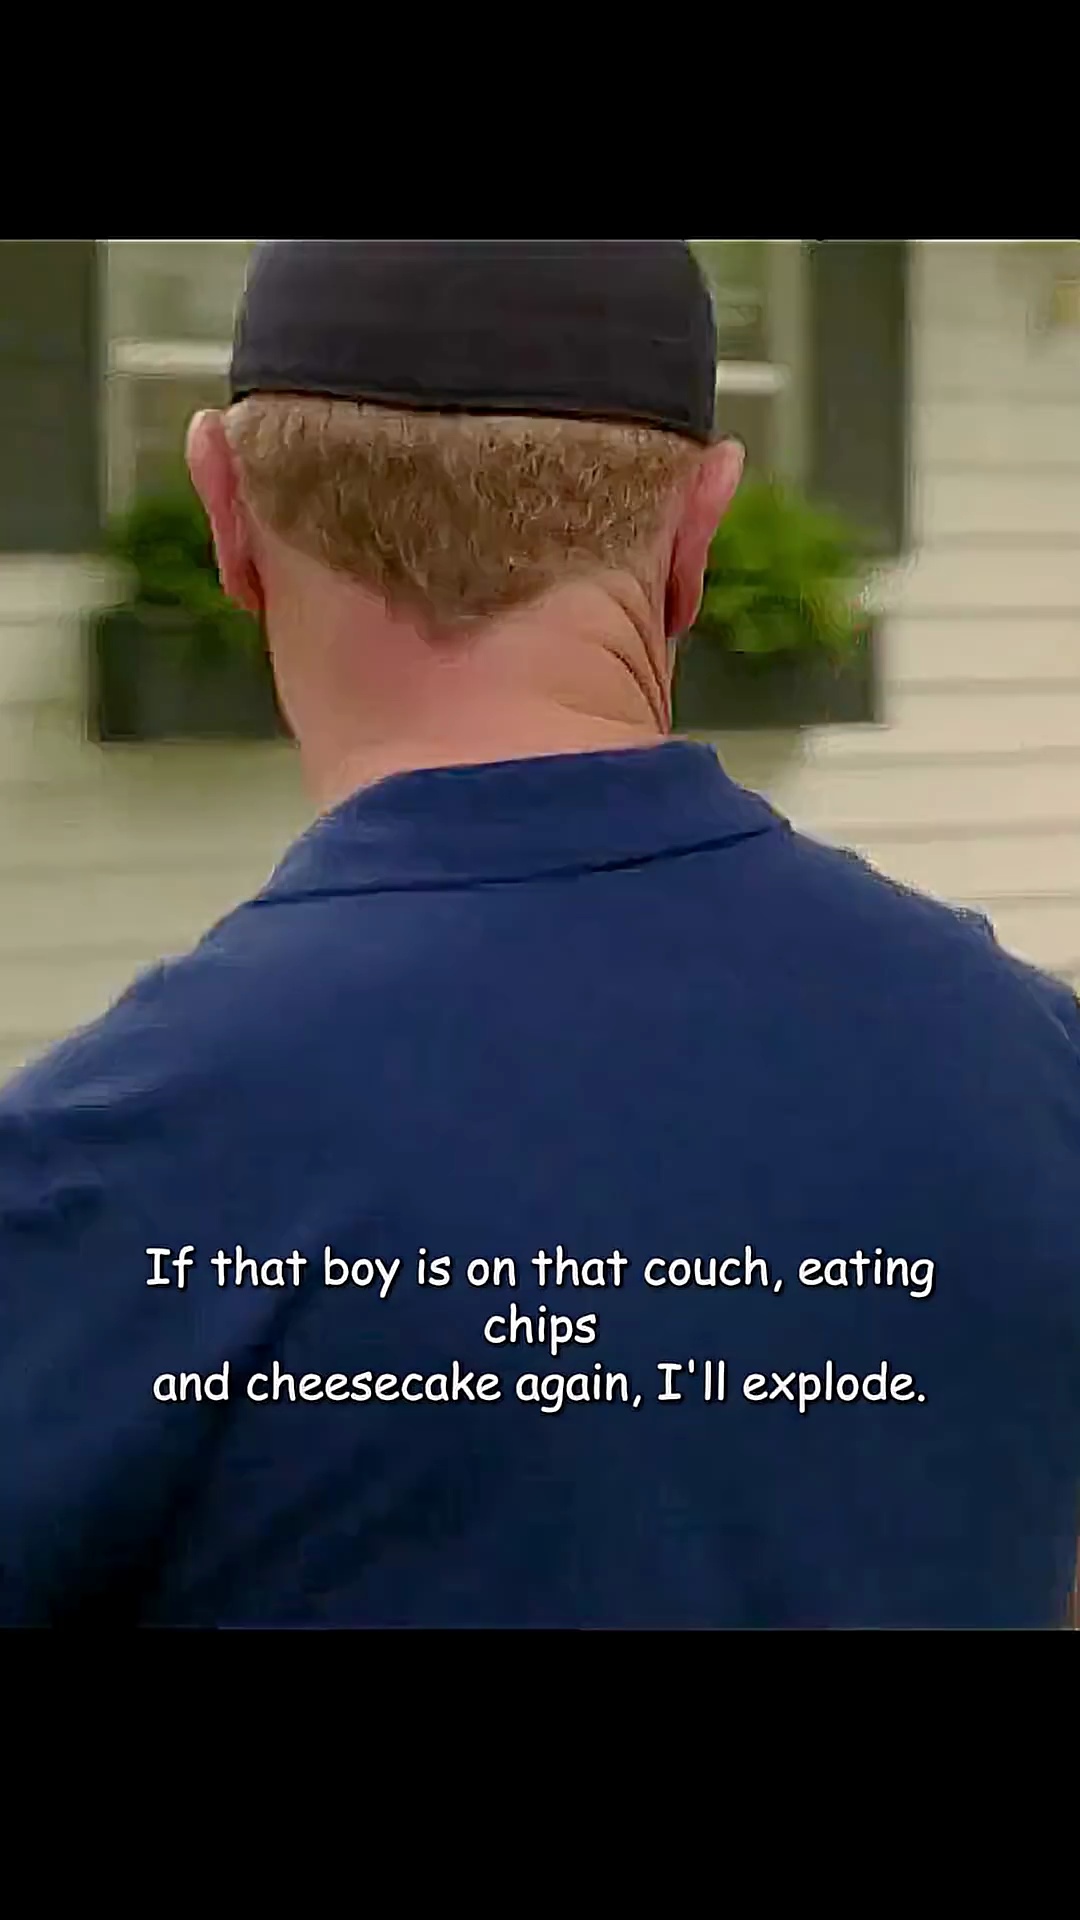 If that boy is on that couch, eating
chips
and cheesecake again, I'll explode.